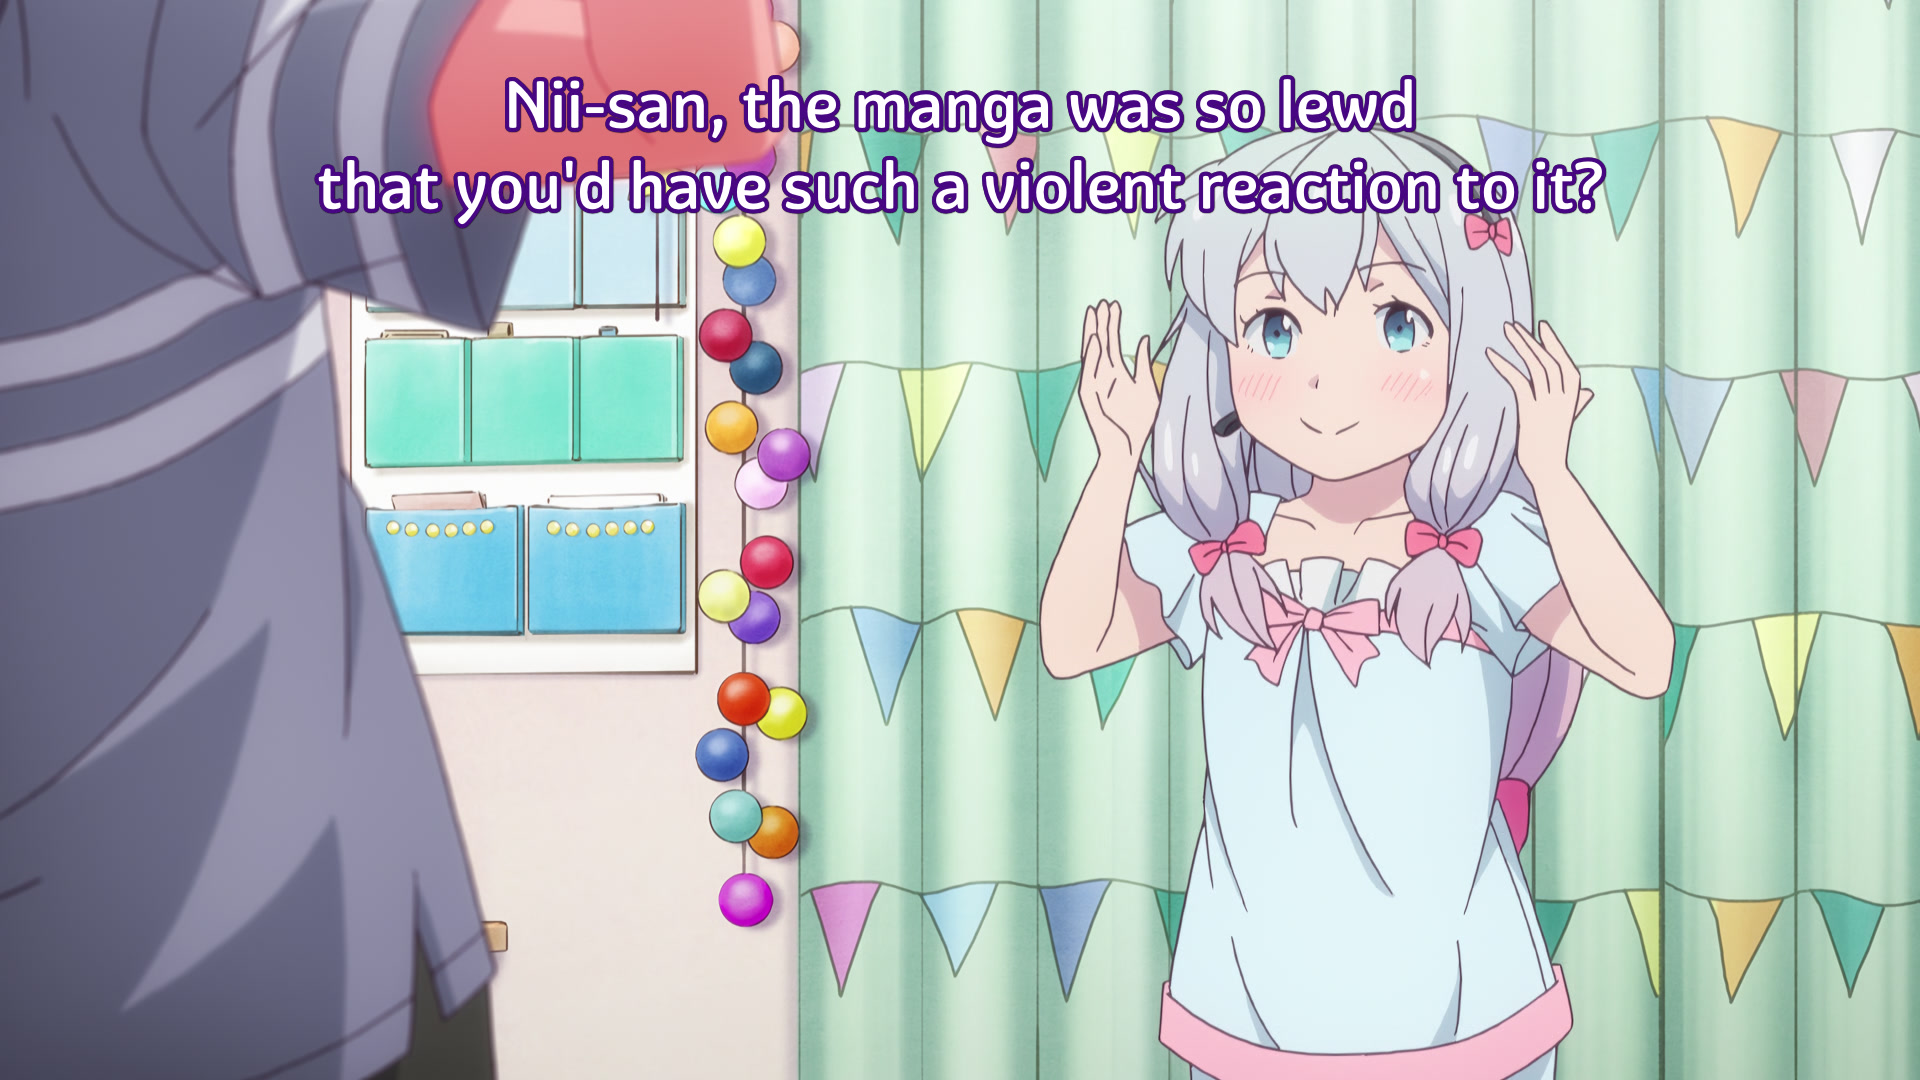 Nii-san, the manga was so lewd
that you'd have such a violent reaction to it?